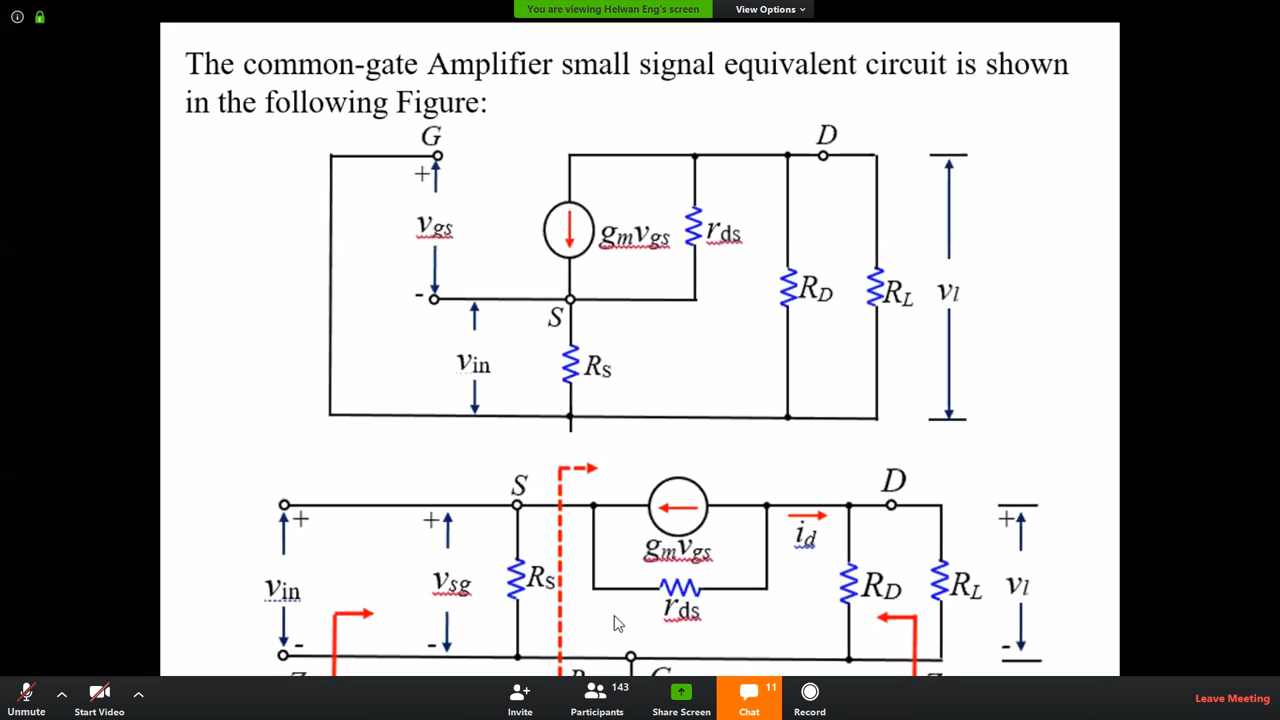 You are viewing Helwan Eng's screen
View Options
The common-gate Amplifier small signal equivalent circuit is shown
in the following Figure:
G
D
+
vgs
gmvgs
rds
RD
RL
vl
-
S
vin
Rs
S
D
+
+
+
gmvgs
id
vin
vsg
Rs
rds
RD
RL
vl
-
-
-
Unmute
Start Video
Invite
Participants
143
Share Screen
Chat
11
Record
Leave Meeting